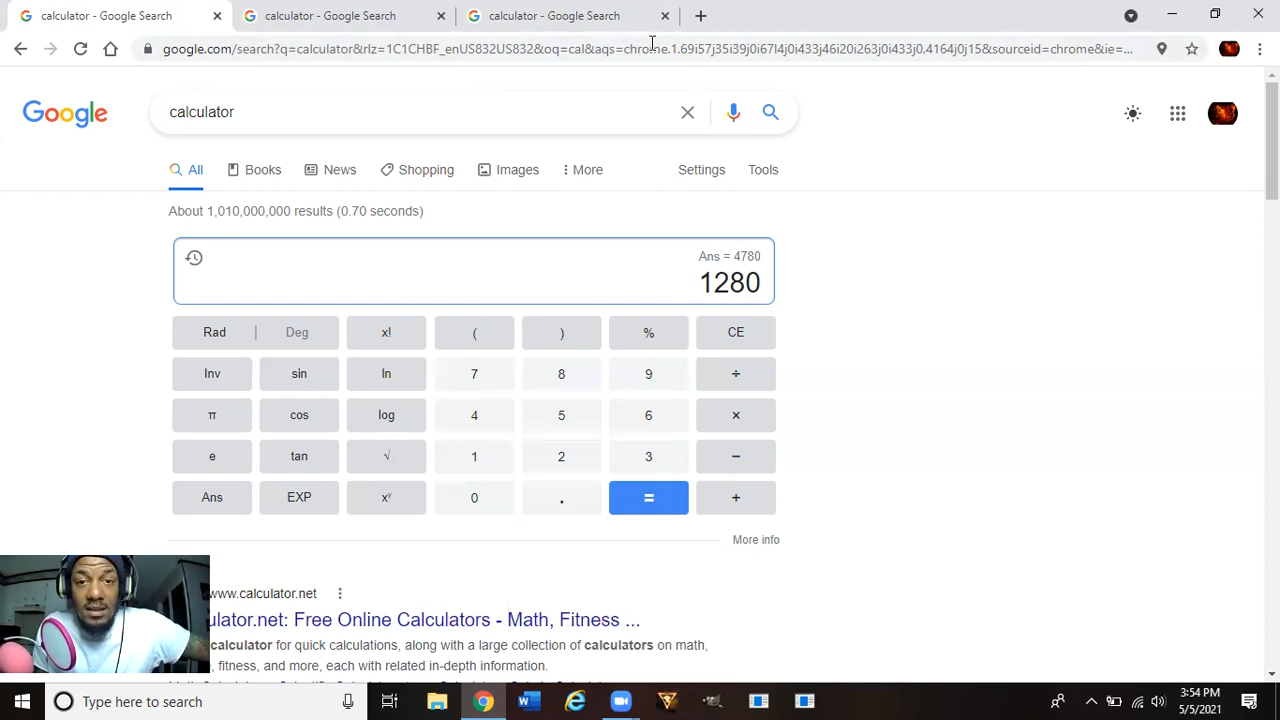 calculator - Google Search
calculator - Google Search
calculator - Google Search
google.com/search?q=calculator&rlz=1C1CHBF_enUS832US832&oq=cal&aqs=chrome.1.69i57j35i39j0i67l4j0i433j46i20i263j0i433j0.4164j0j15&sourceid=chrome&ie=...
Google
calculator
All
Books
News
Shopping
Images
More
Settings
Tools
About 1,010,000,000 results (0.70 seconds)
Ans = 4780
1280
Rad | Deg x! ( ) % CE
Inv sin ln 7 8 9 ÷
π cos log 4 5 6 ×
e tan √ 1 2 3 −
Ans EXP xʸ 0 . = +
More info
www.calculator.net
ulator.net: Free Online Calculators - Math, Fitness ...
calculator for quick calculations, along with a large collection of calculators on math,
, fitness, and more, each with related in-depth information.
Type here to search
3:54 PM
5/5/2021